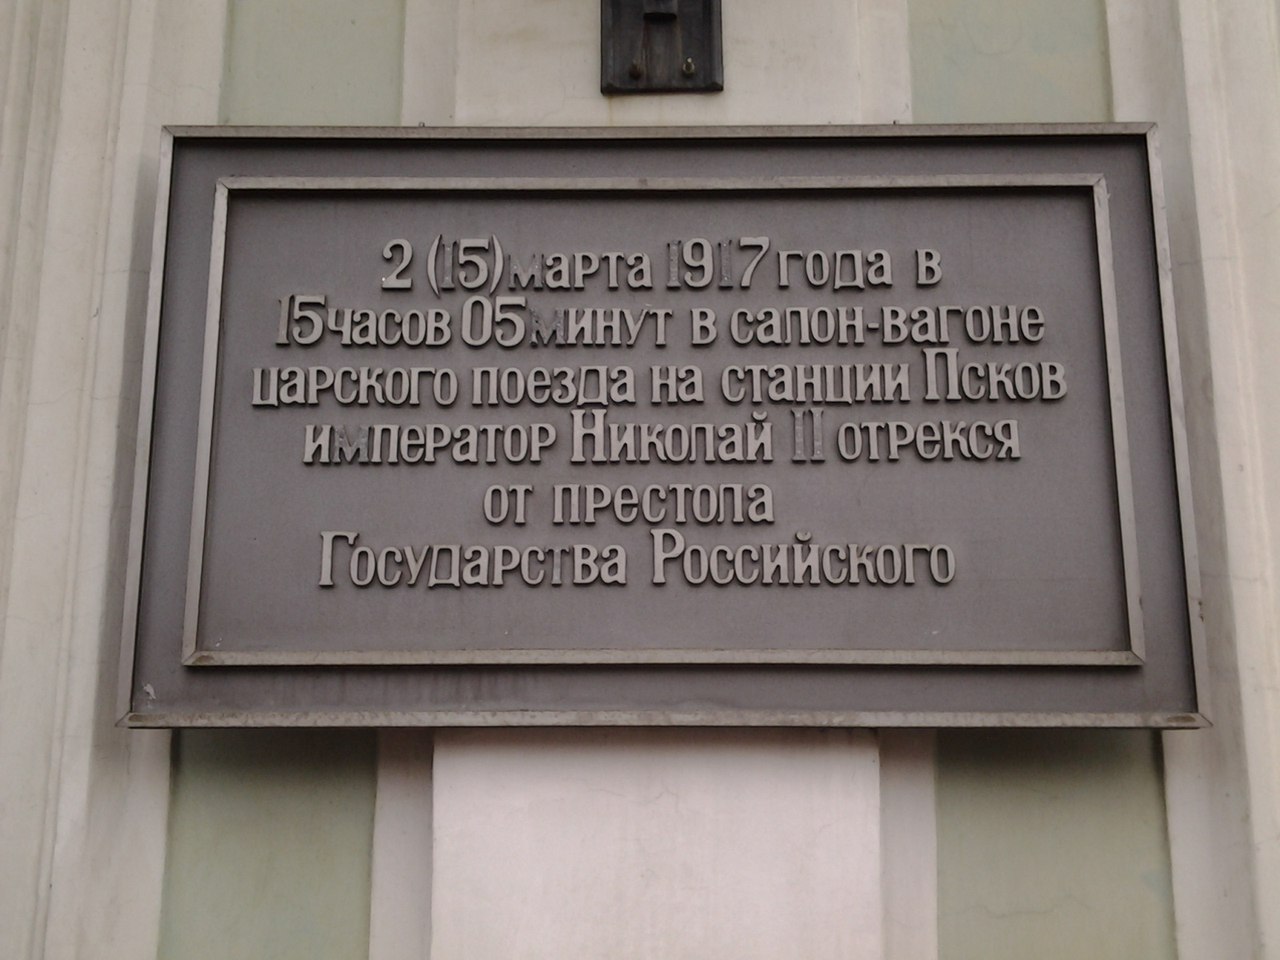 2 (15) марта 1917 года в
15 часов 05 минут в салон-вагоне
царского поезда на станции Псков
император Николай II отрекся
от престола
Государства Российского